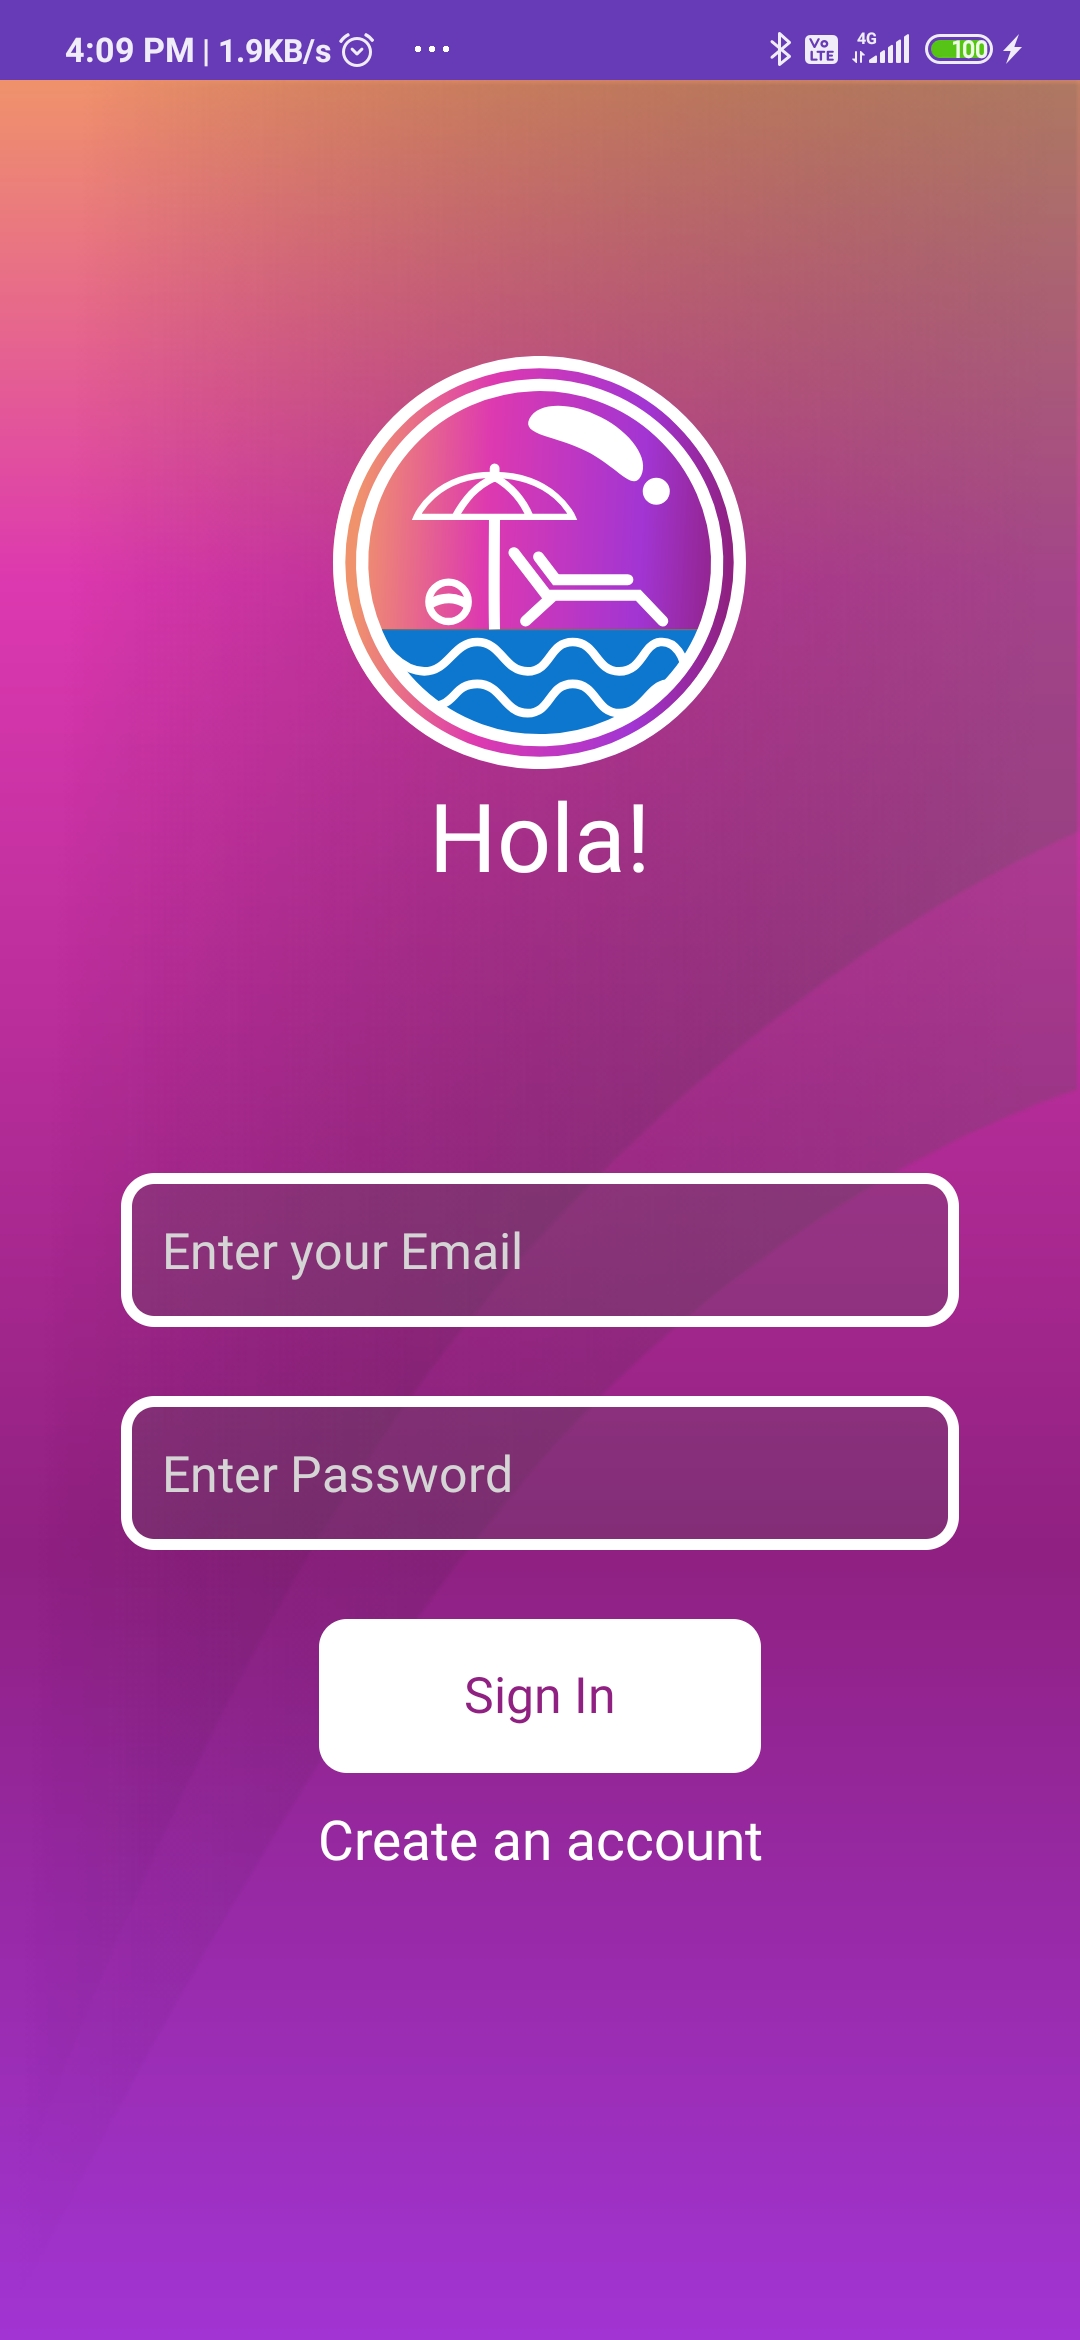 4:09 PM | 1.9KB/s ... Vo LTE 4G 100
Hola!
Enter your Email
Enter Password
Sign In
Create an account